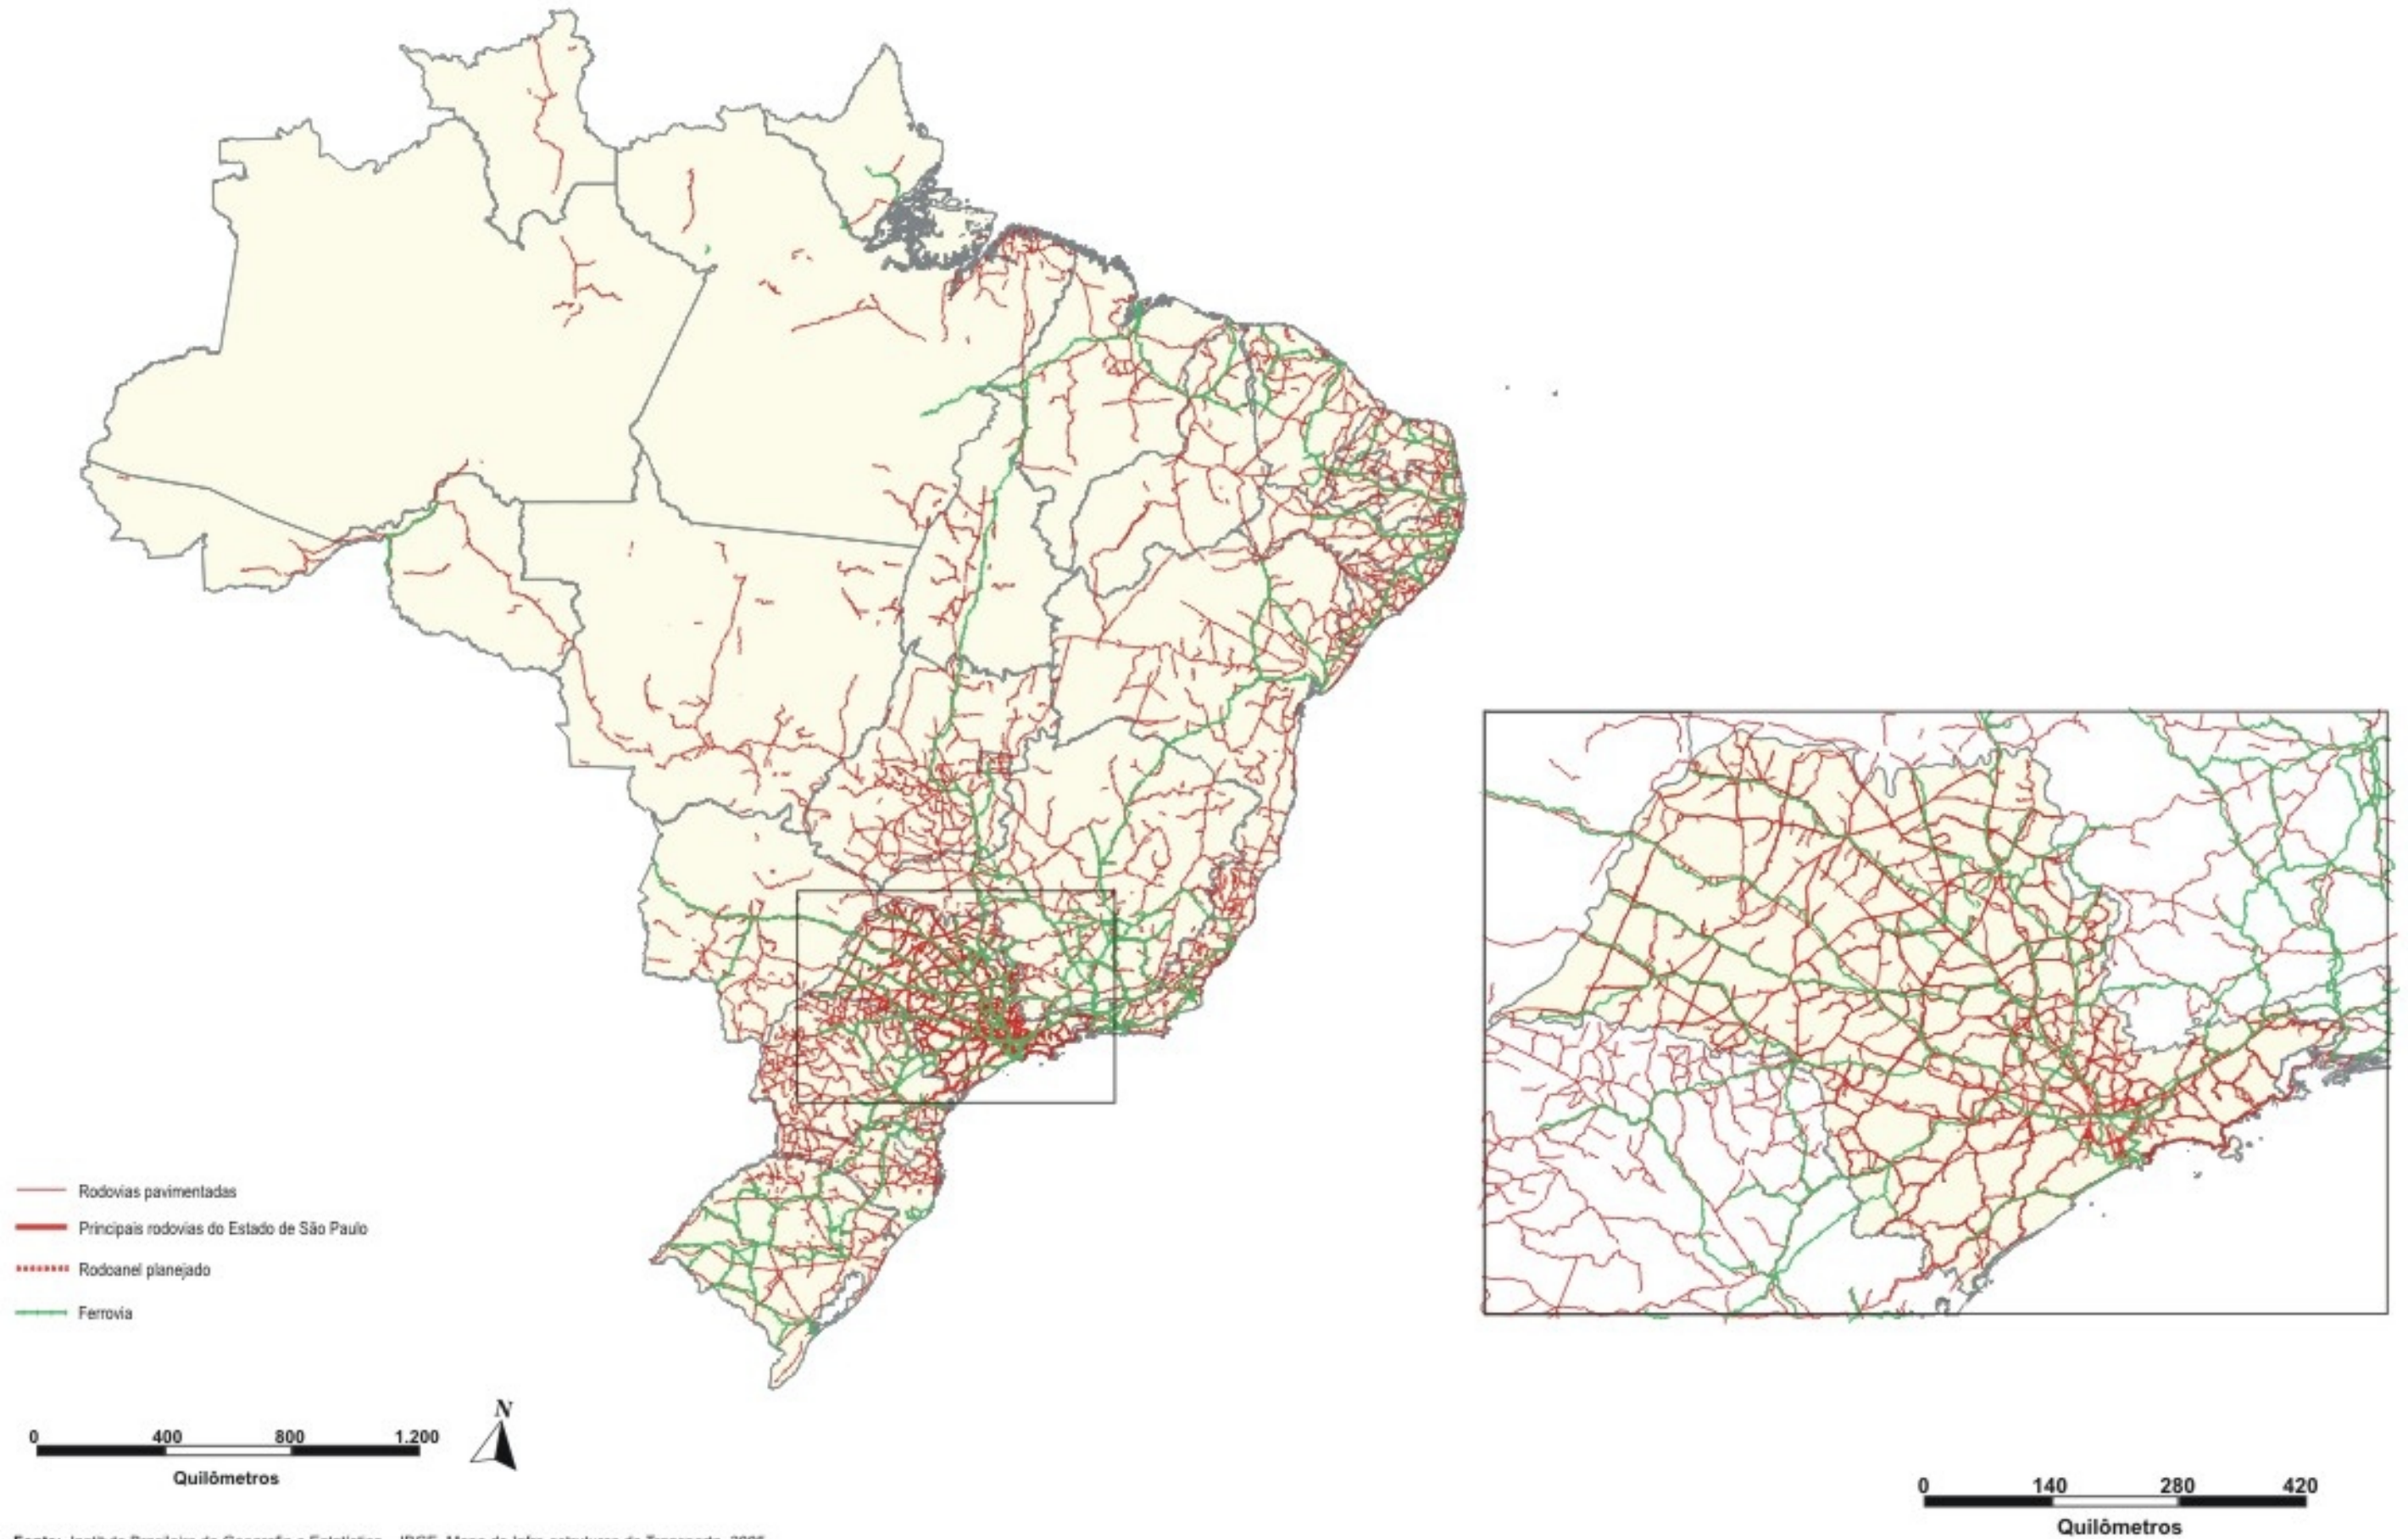 Rodovias pavimentadas
Principais rodovias do Estado de São Paulo
Rodoanel planejado
Ferrovia
N
0 400 800 1.200
Quilômetros
0 140 280 420
Quilômetros